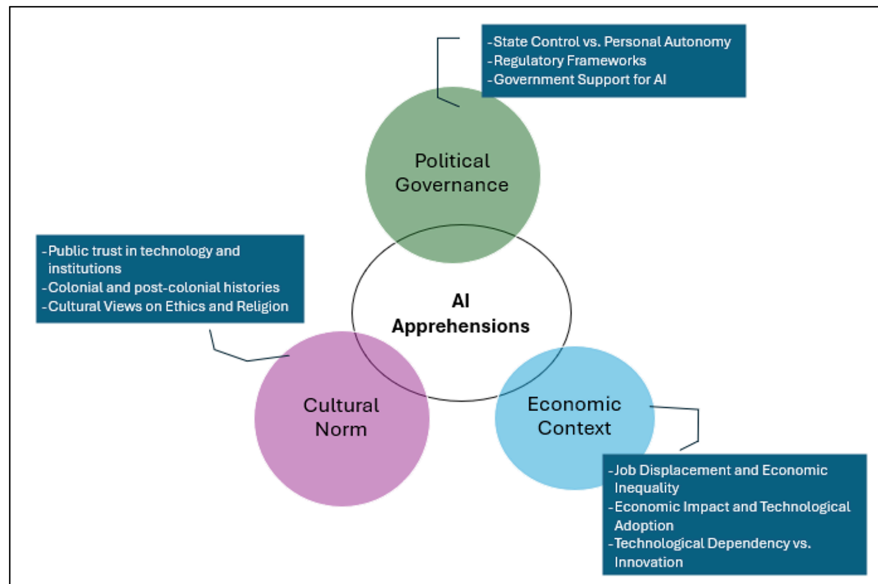 -State Control vs. Personal Autonomy
-Regulatory Frameworks
-Government Support for AI
Political
Governance
-Public trust in technology and
institutions
-Colonial and post-colonial histories
-Cultural Views on Ethics and Religion
AI
Apprehensions
Cultural
Norm
Economic
Context
-Job Displacement and Economic
Inequality
-Economic Impact and Technological
Adoption
-Technological Dependency vs.
Innovation